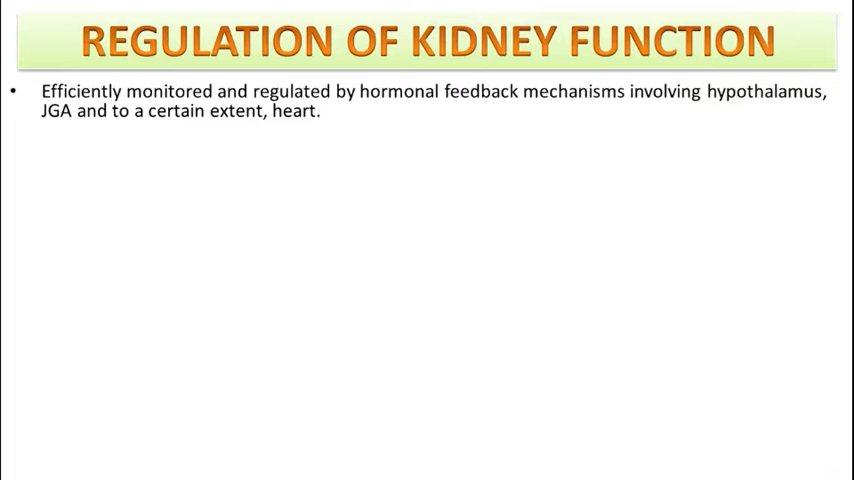 REGULATION OF KIDNEY FUNCTION
• Efficiently monitored and regulated by hormonal feedback mechanisms involving hypothalamus,
JGA and to a certain extent, heart.